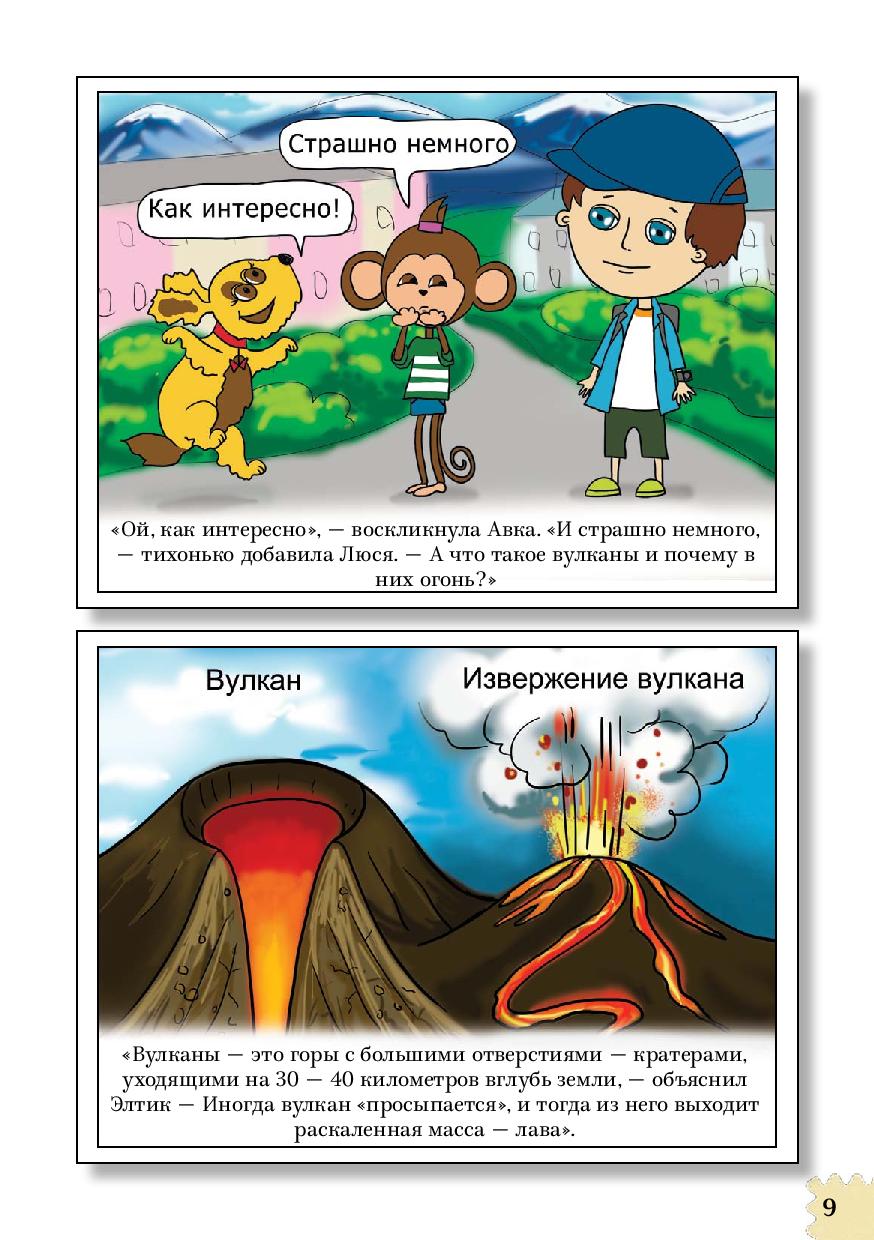 Страшно немного
Как интересно!
«Ой, как интересно», — воскликнула Авка. «И страшно немного,
— тихонько добавила Люся. — А что такое вулканы и почему в
них огонь?»
Вулкан
Извержение вулкана
«Вулканы — это горы с большими отверстиями — кратерами,
уходящими на 30 — 40 километров вглубь земли, — объяснил
Элтик — Иногда вулкан «просыпается», и тогда из него выходит
раскаленная масса — лава».
9